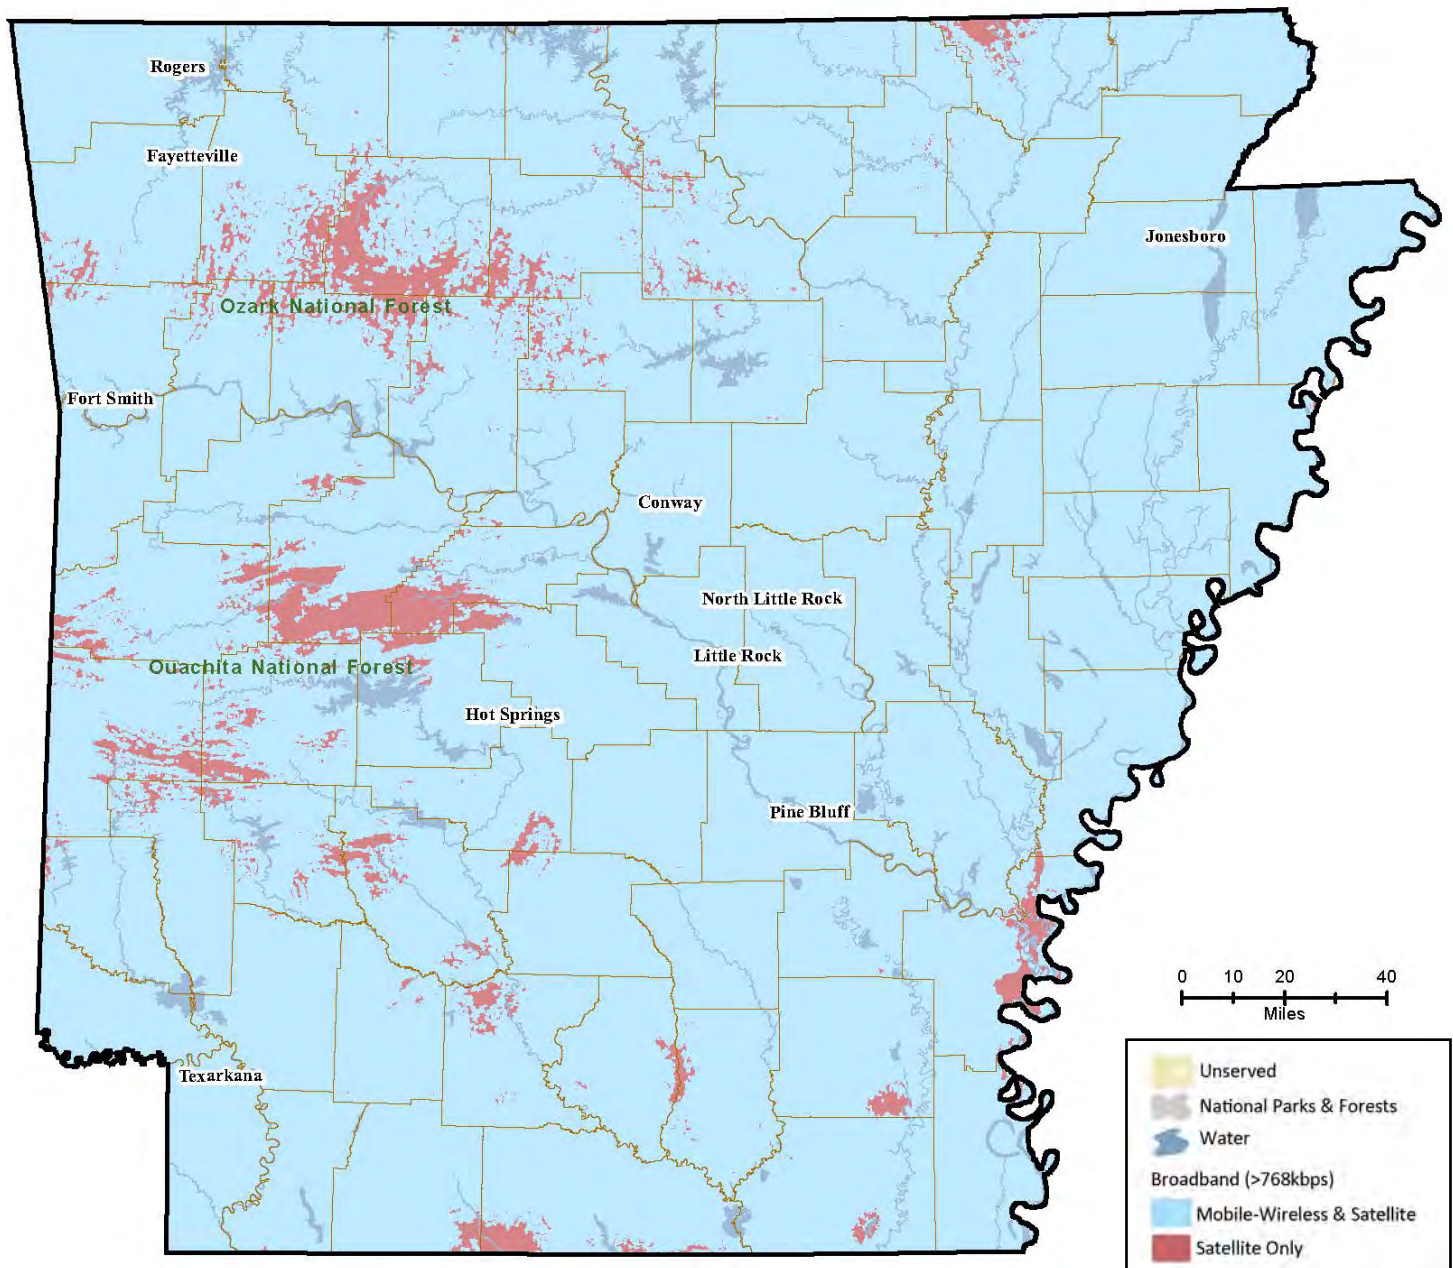 Rogers
Fayetteville
Jonesboro
Ozark National Forest
Fort Smith
Conway
North Little Rock
Little Rock
Ouachita National Forest
Hot Springs
Pine Bluff
Texarkana
0 10 20 40
Miles
Unserved
National Parks & Forests
Water
Broadband (>768kbps)
Mobile-Wireless & Satellite
Satellite Only